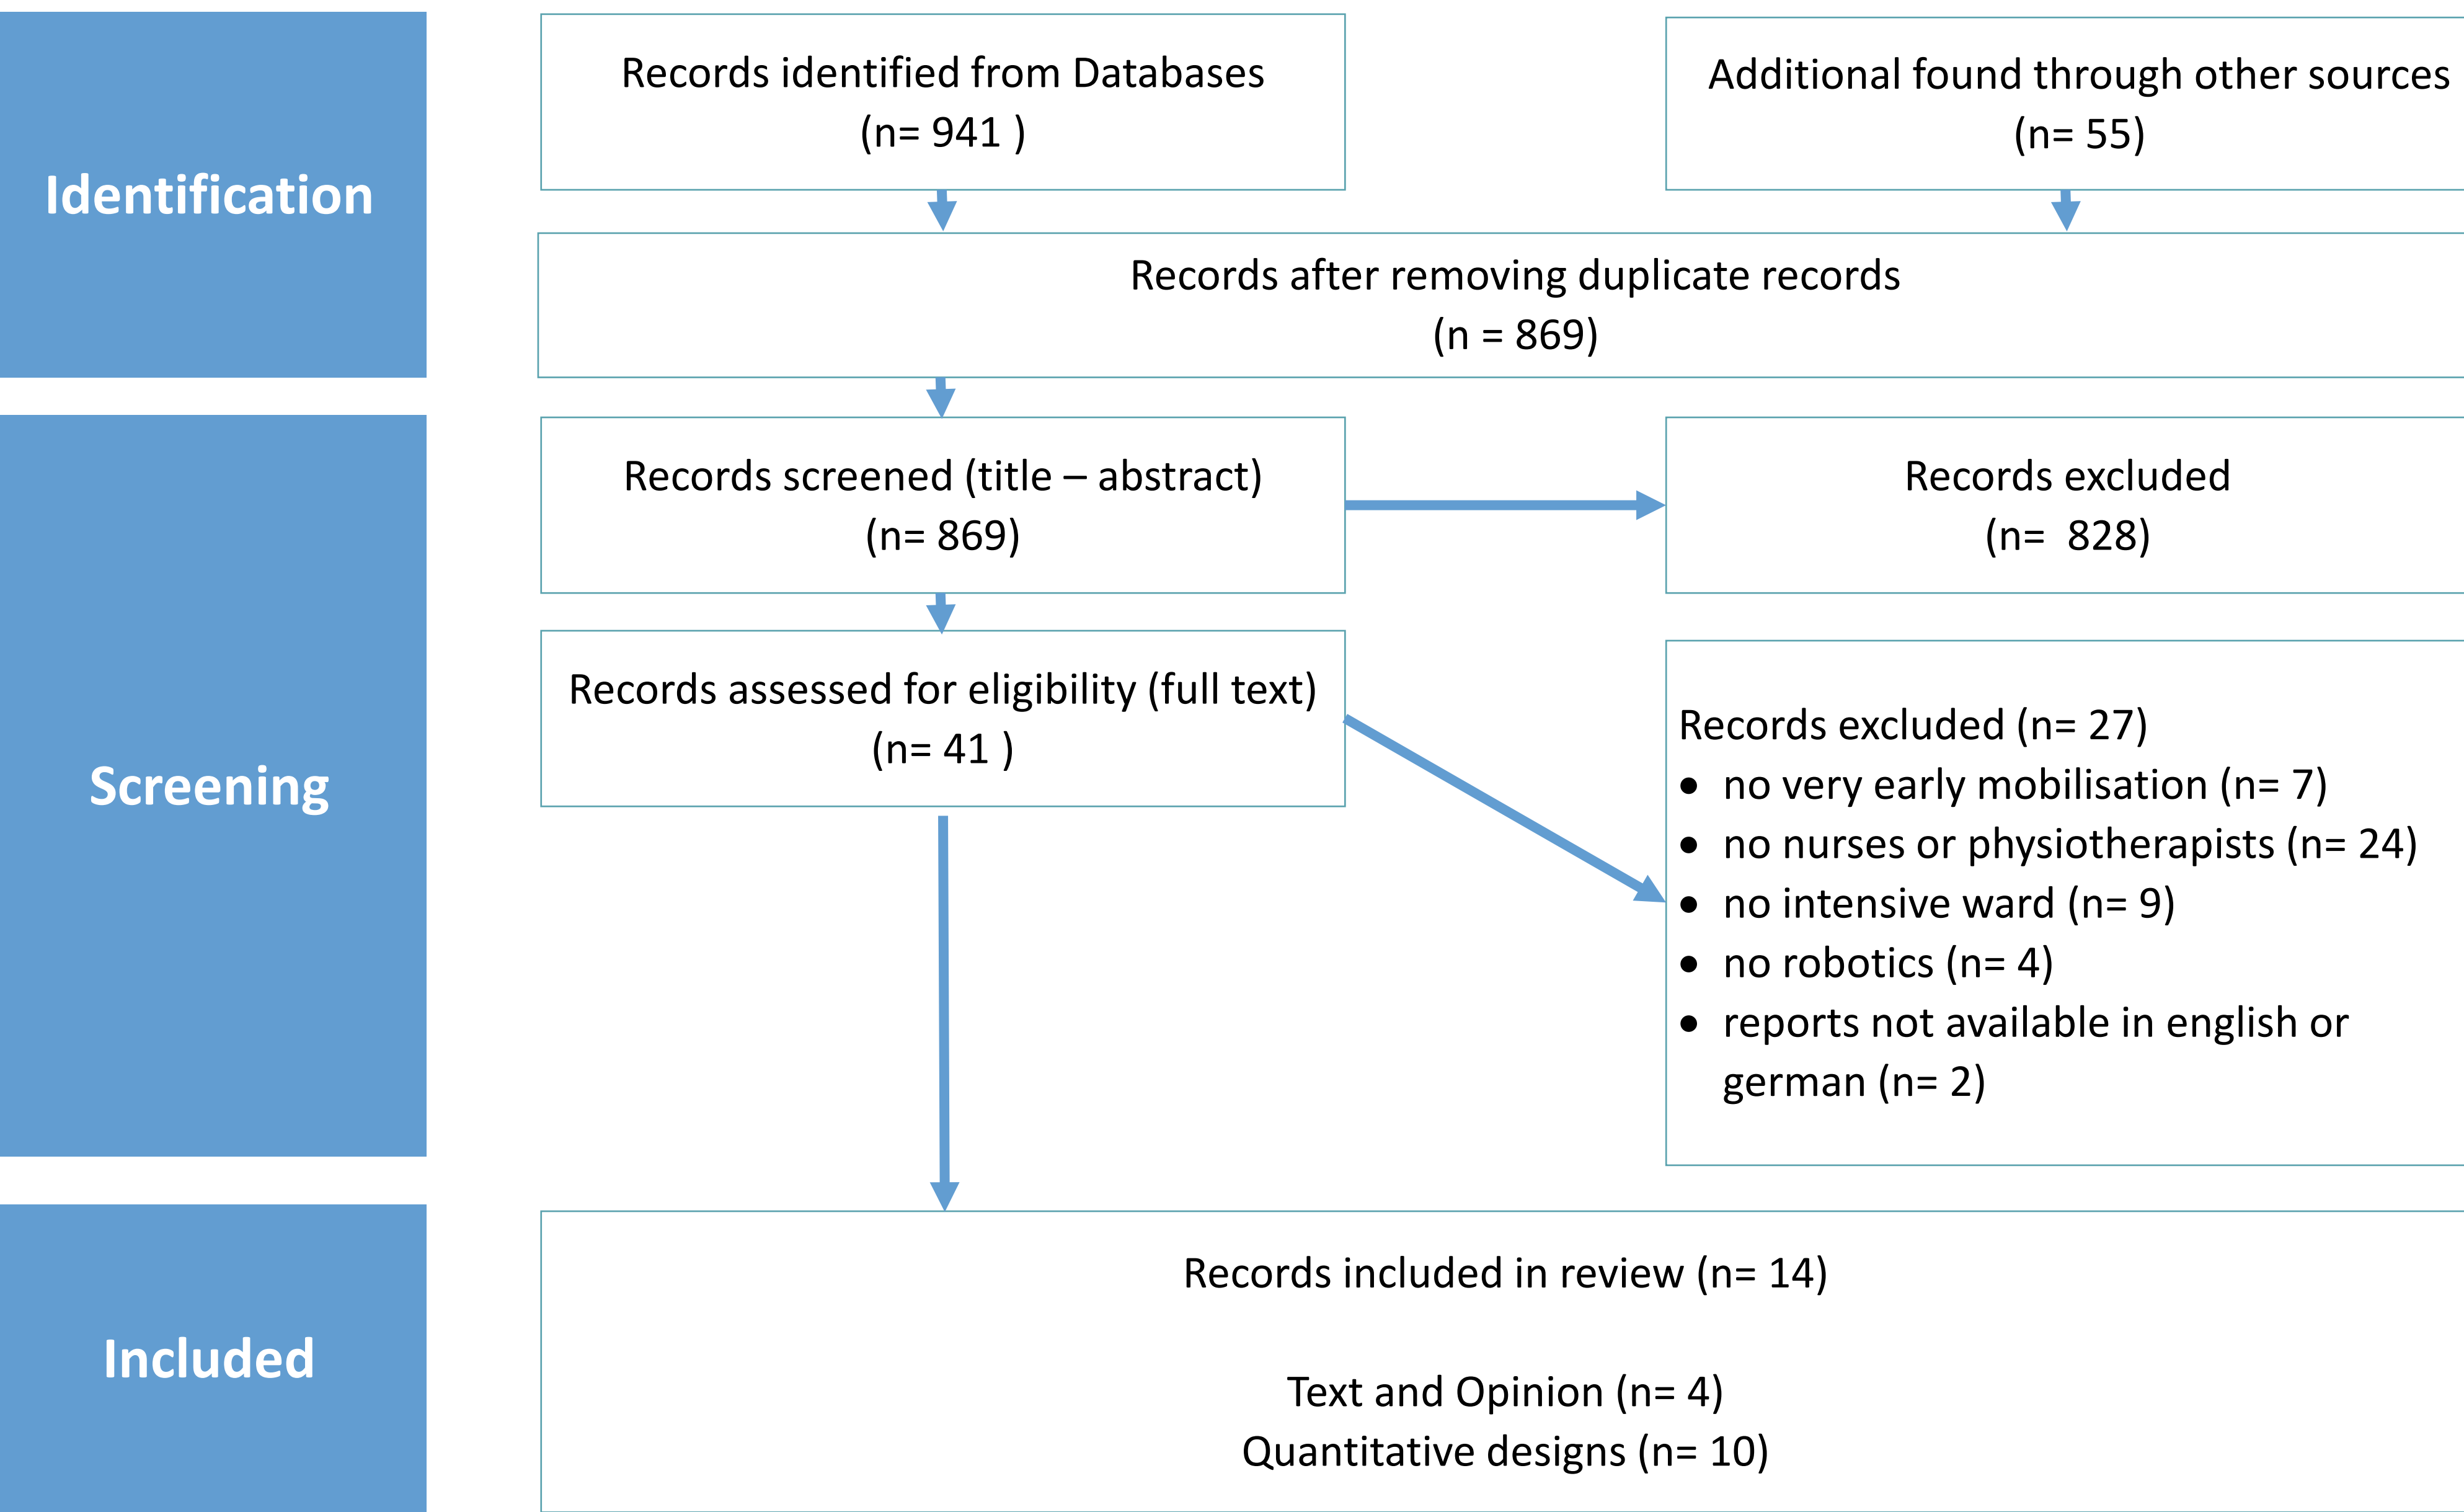 Identification
Records identified from Databases
(n= 941 )
Additional found through other sources
(n= 55)
Records after removing duplicate records
(n = 869)
Screening
Records screened (title – abstract)
(n= 869)
Records excluded
(n=  828)
Records assessed for eligibility (full text)
(n= 41 )
Records excluded (n= 27)
• no very early mobilisation (n= 7)
• no nurses or physiotherapists (n= 24)
• no intensive ward (n= 9)
• no robotics (n= 4)
• reports not available in english or
german (n= 2)
Included
Records included in review (n= 14)
Text and Opinion (n= 4)
Quantitative designs (n= 10)